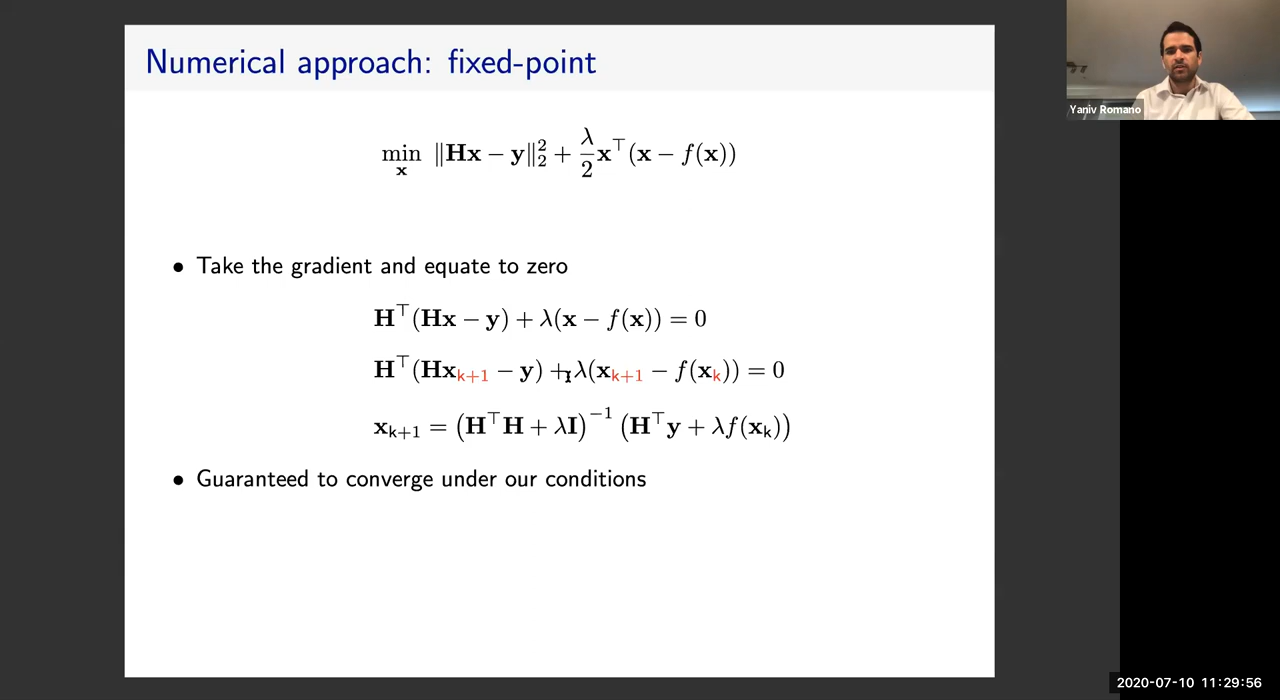 Numerical approach: fixed-point
Yaniv Romano
min_x ‖Hx − y‖₂² + λ/2 x^⊤(x − f(x))
• Take the gradient and equate to zero
H^⊤(Hx − y) + λ(x − f(x)) = 0
H^⊤(Hx_{k+1} − y) + λ(x_{k+1} − f(x_k)) = 0
x_{k+1} = (H^⊤H + λI)^{−1} (H^⊤y + λf(x_k))
• Guaranteed to converge under our conditions
2020-07-10 11:29:56